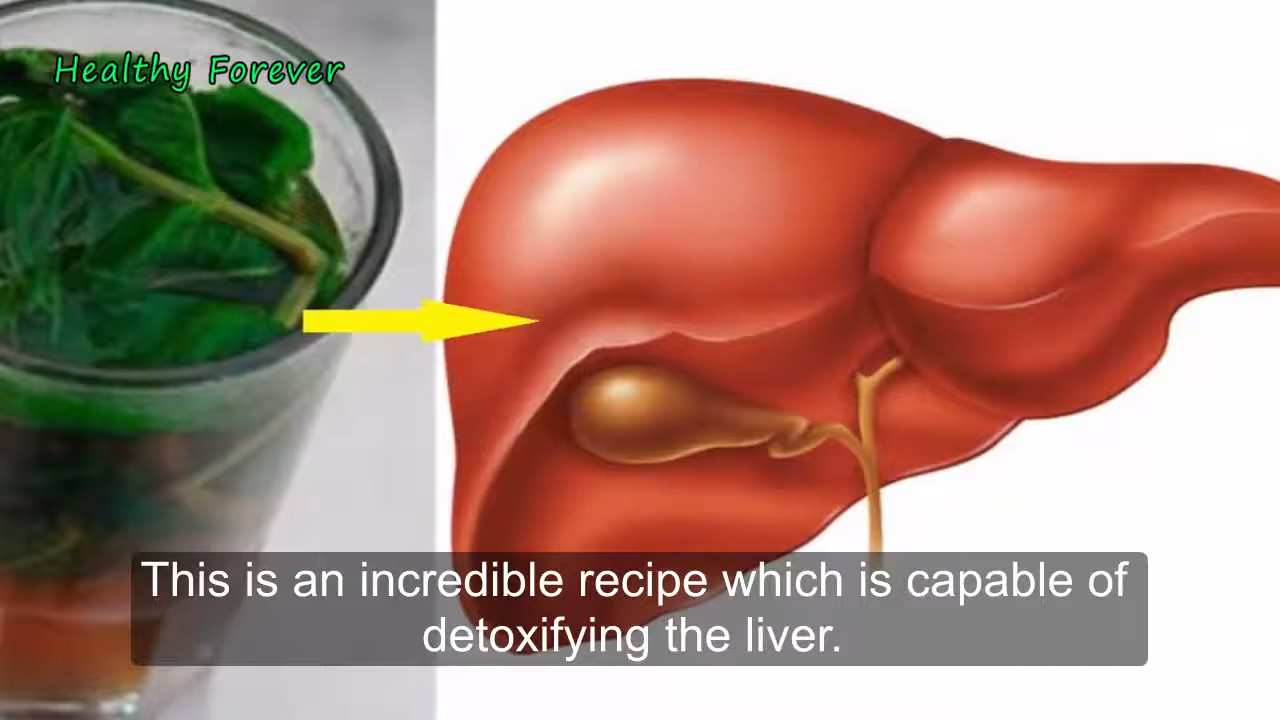 Healthy Forever
This is an incredible recipe which is capable of
detoxifying the liver.